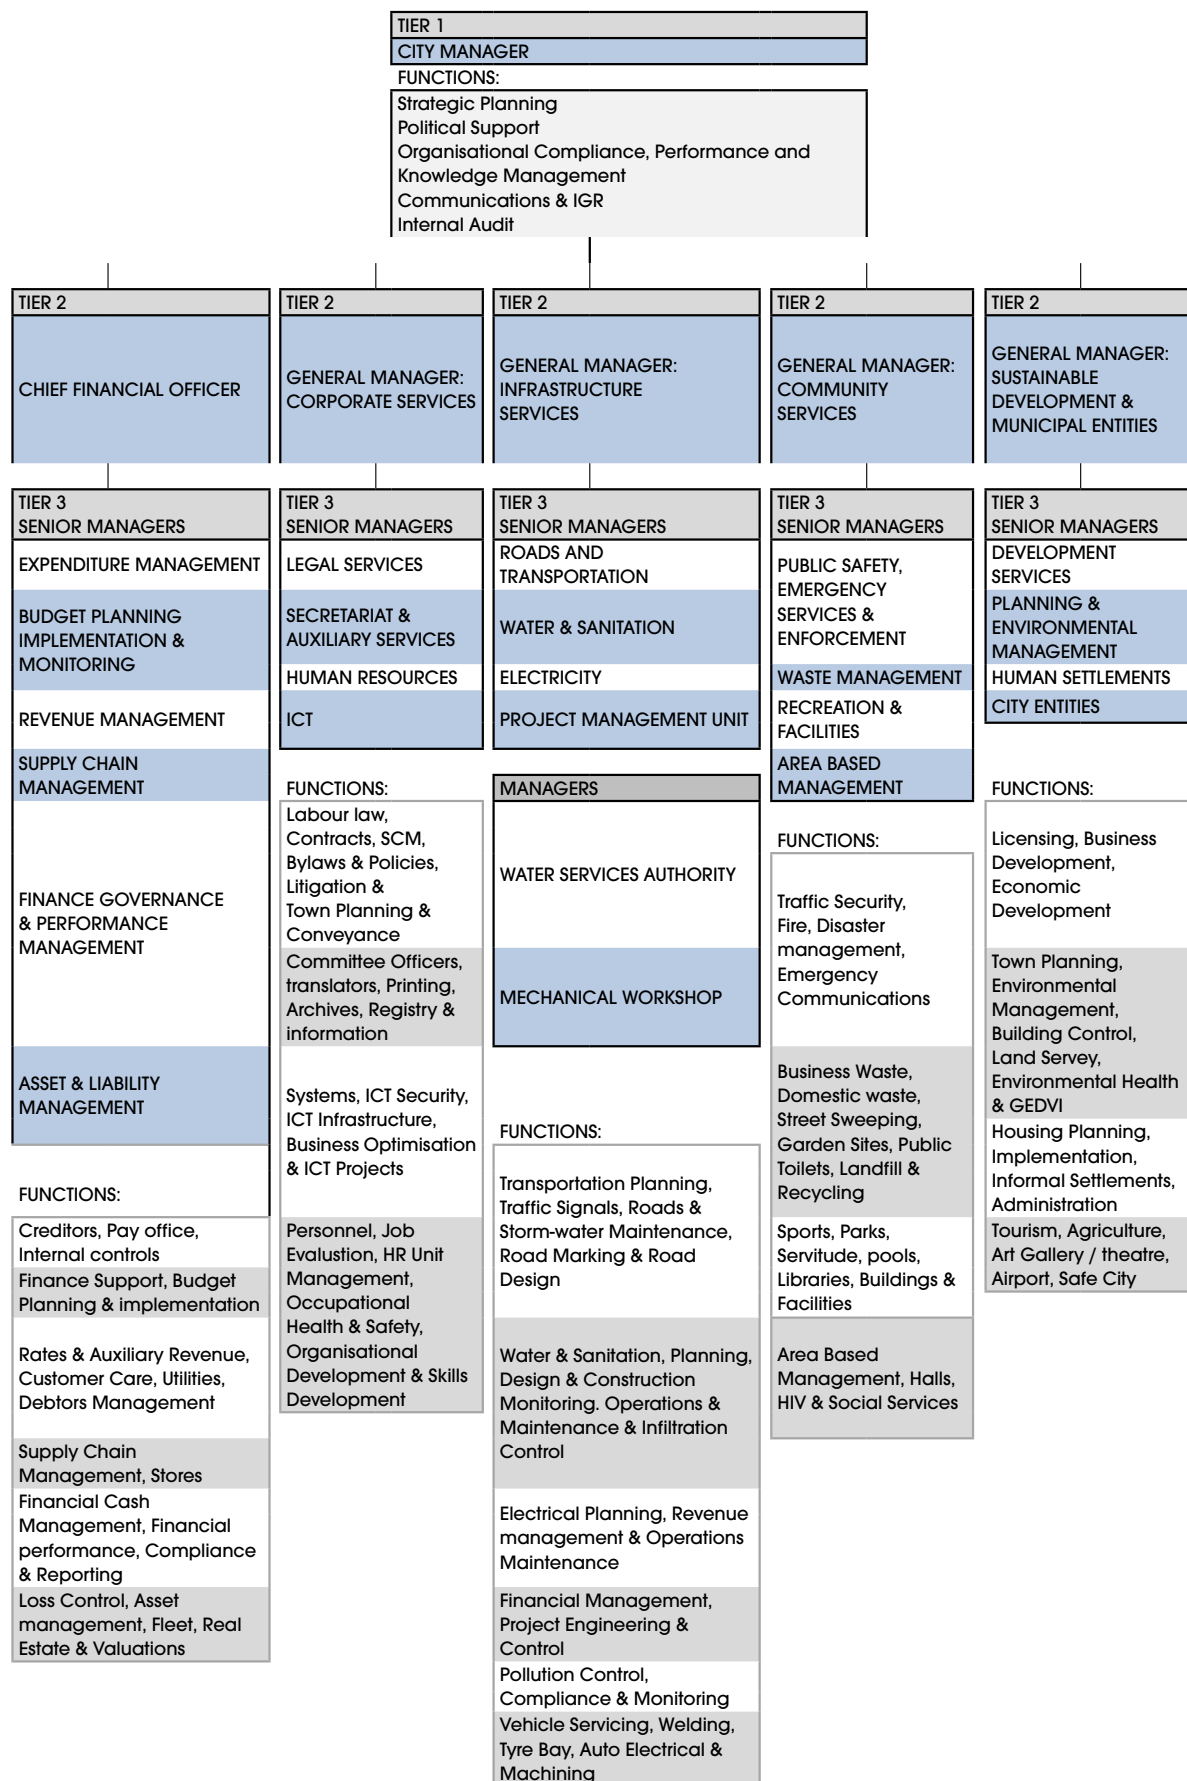 TIER 1
CITY MANAGER
FUNCTIONS:
Strategic Planning
Political Support
Organisational Compliance, Performance and
Knowledge Management
Communications & IGR
Internal Audit
TIER 2
CHIEF FINANCIAL OFFICER
TIER 3
SENIOR MANAGERS
EXPENDITURE MANAGEMENT
BUDGET PLANNING
IMPLEMENTATION &
MONITORING
REVENUE MANAGEMENT
SUPPLY CHAIN
MANAGEMENT
FINANCE GOVERNANCE
& PERFORMANCE
MANAGEMENT
ASSET & LIABILITY
MANAGEMENT
FUNCTIONS:
Creditors, Pay office,
Internal controls
Finance Support, Budget
Planning & implementation
Rates & Auxiliary Revenue,
Customer Care, Utilities,
Debtors Management
Supply Chain
Management, Stores
Financial Cash
Management, Financial
performance, Compliance
& Reporting
Loss Control, Asset
management, Fleet, Real
Estate & Valuations
TIER 2
GENERAL MANAGER:
CORPORATE SERVICES
TIER 3
SENIOR MANAGERS
LEGAL SERVICES
SECRETARIAT &
AUXILIARY SERVICES
HUMAN RESOURCES
ICT
FUNCTIONS:
Labour law,
Contracts, SCM,
Bylaws & Policies,
Litigation &
Town Planning &
Conveyance
Committee Officers,
translators, Printing,
Archives, Registry &
information
Systems, ICT Security,
ICT Infrastructure,
Business Optimisation
& ICT Projects
Personnel, Job
Evalustion, HR Unit
Management,
Occupational
Health & Safety,
Organisational
Development & Skills
Development
TIER 2
GENERAL MANAGER:
INFRASTRUCTURE
SERVICES
TIER 3
SENIOR MANAGERS
ROADS AND
TRANSPORTATION
WATER & SANITATION
ELECTRICITY
PROJECT MANAGEMENT UNIT
MANAGERS
WATER SERVICES AUTHORITY
MECHANICAL WORKSHOP
FUNCTIONS:
Transportation Planning,
Traffic Signals, Roads &
Storm-water Maintenance,
Road Marking & Road
Design
Water & Sanitation, Planning,
Design & Construction
Monitoring. Operations &
Maintenance & Infiltration
Control
Electrical Planning, Revenue
management & Operations
Maintenance
Financial Management,
Project Engineering &
Control
Pollution Control,
Compliance & Monitoring
Vehicle Servicing, Welding,
Tyre Bay, Auto Electrical &
Machining
TIER 2
GENERAL MANAGER:
COMMUNITY
SERVICES
TIER 3
SENIOR MANAGERS
PUBLIC SAFETY,
EMERGENCY
SERVICES &
ENFORCEMENT
WASTE MANAGEMENT
RECREATION &
FACILITIES
AREA BASED
MANAGEMENT
FUNCTIONS:
Traffic Security,
Fire, Disaster
management,
Emergency
Communications
Business Waste,
Domestic waste,
Street Sweeping,
Garden Sites, Public
Toilets, Landfill &
Recycling
Sports, Parks,
Servitude, pools,
Libraries, Buildings &
Facilities
Area Based
Management, Halls,
HIV & Social Services
TIER 2
GENERAL MANAGER:
SUSTAINABLE
DEVELOPMENT &
MUNICIPAL ENTITIES
TIER 3
SENIOR MANAGERS
DEVELOPMENT
SERVICES
PLANNING &
ENVIRONMENTAL
MANAGEMENT
HUMAN SETTLEMENTS
CITY ENTITIES
FUNCTIONS:
Licensing, Business
Development,
Economic
Development
Town Planning,
Environmental
Management,
Building Control,
Land Servey,
Environmental Health
& GEDVI
Housing Planning,
Implementation,
Informal Settlements,
Administration
Tourism, Agriculture,
Art Gallery / theatre,
Airport, Safe City